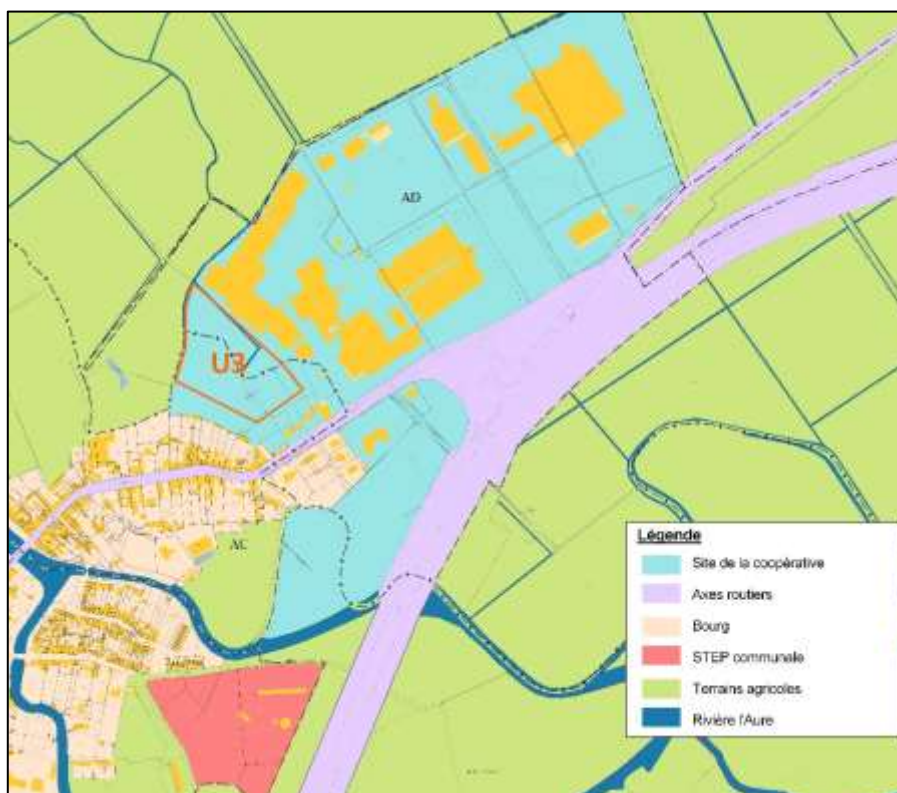 AD
U3
AC
Légende
Site de la coopérative
Axes routiers
Bourg
STEP communale
Terrains agricoles
Rivière l'Aure